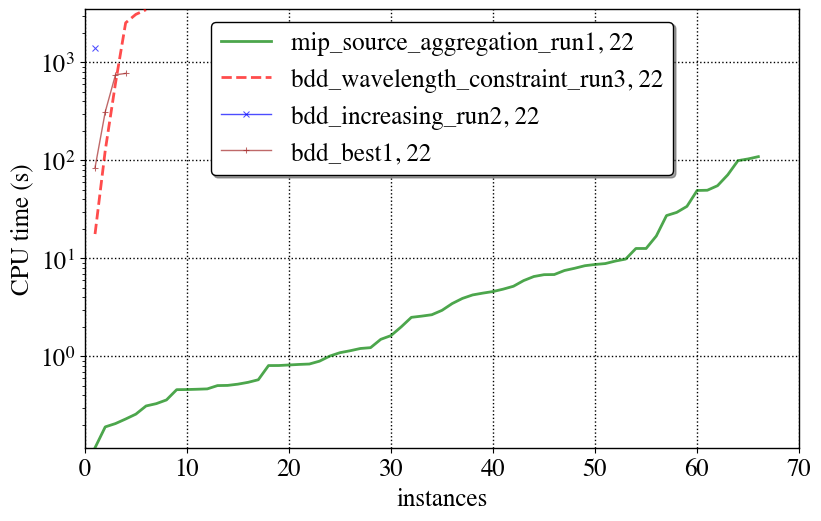 mip_source_aggregation_run1, 22
bdd_wavelength_constraint_run3, 22
bdd_increasing_run2, 22
bdd_best1, 22
CPU time (s)
10³
10²
10¹
10⁰
0 10 20 30 40 50 60 70
instances